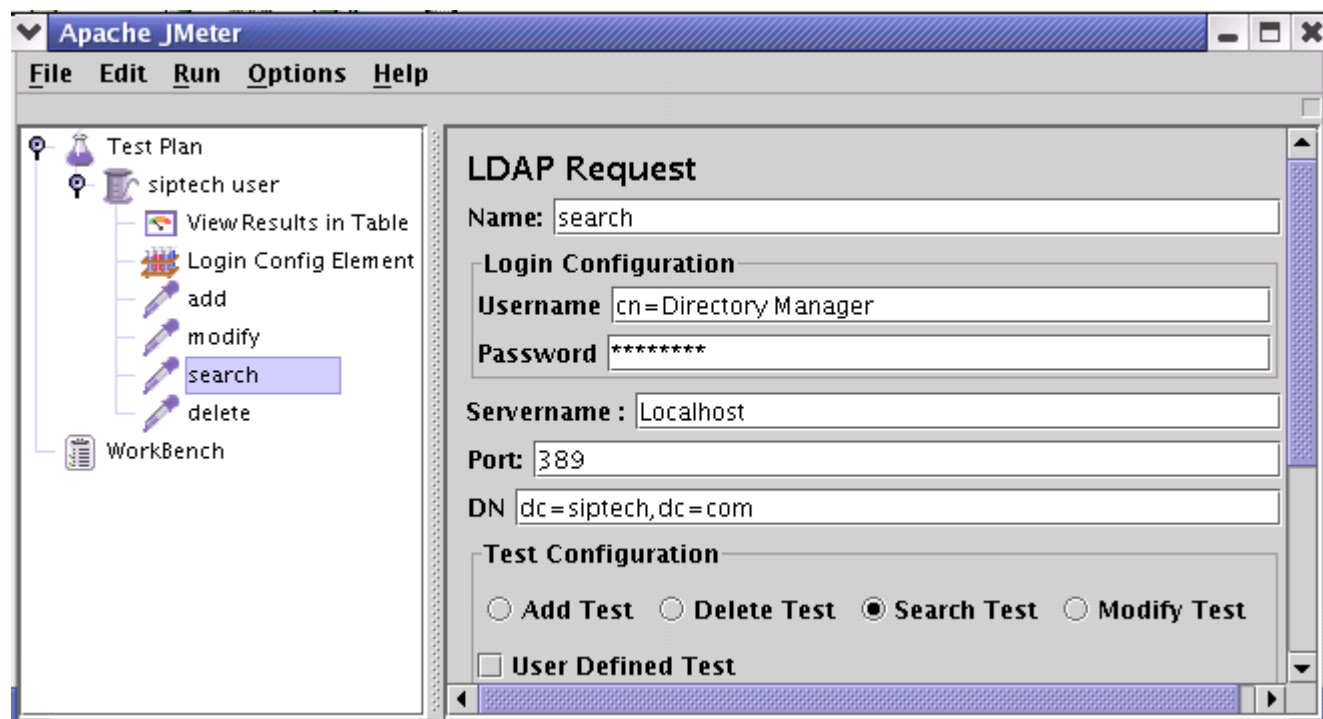 Apache JMeter
File Edit Run Options Help
Test Plan
siptech user
View Results in Table
Login Config Element
add
modify
search
delete
WorkBench
LDAP Request
Name: search
Login Configuration
Username cn=Directory Manager
Password ********
Servername : Localhost
Port: 389
DN dc=siptech,dc=com
Test Configuration
Add Test Delete Test Search Test Modify Test
User Defined Test